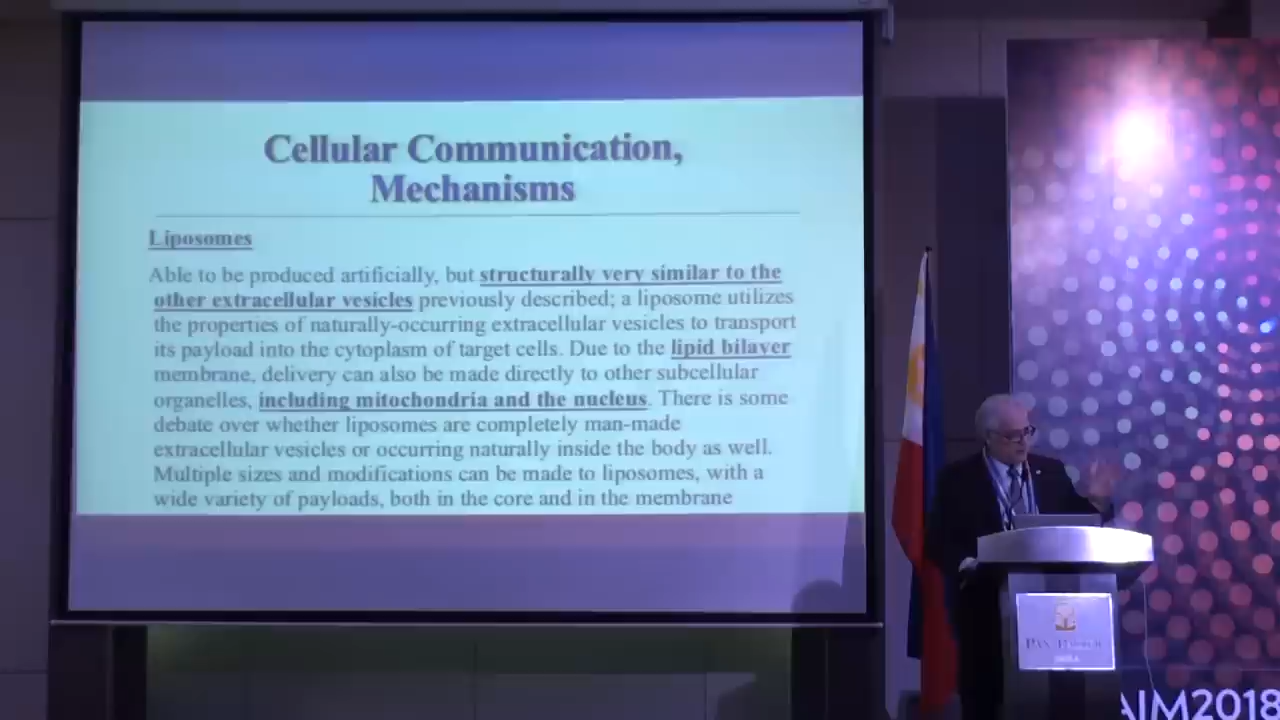 Cellular Communication,
Mechanisms
Liposomes
Able to be produced artificially, but structurally very similar to the
other extracellular vesicles previously described; a liposome utilizes
the properties of naturally-occurring extracellular vesicles to transport
its payload into the cytoplasm of target cells. Due to the lipid bilayer
membrane, delivery can also be made directly to other subcellular
organelles, including mitochondria and the nucleus. There is some
debate over whether liposomes are completely man-made
extracellular vesicles or occurring naturally inside the body as well.
Multiple sizes and modifications can be made to liposomes, with a
wide variety of payloads, both in the core and in the membrane
PAN
AIM2018